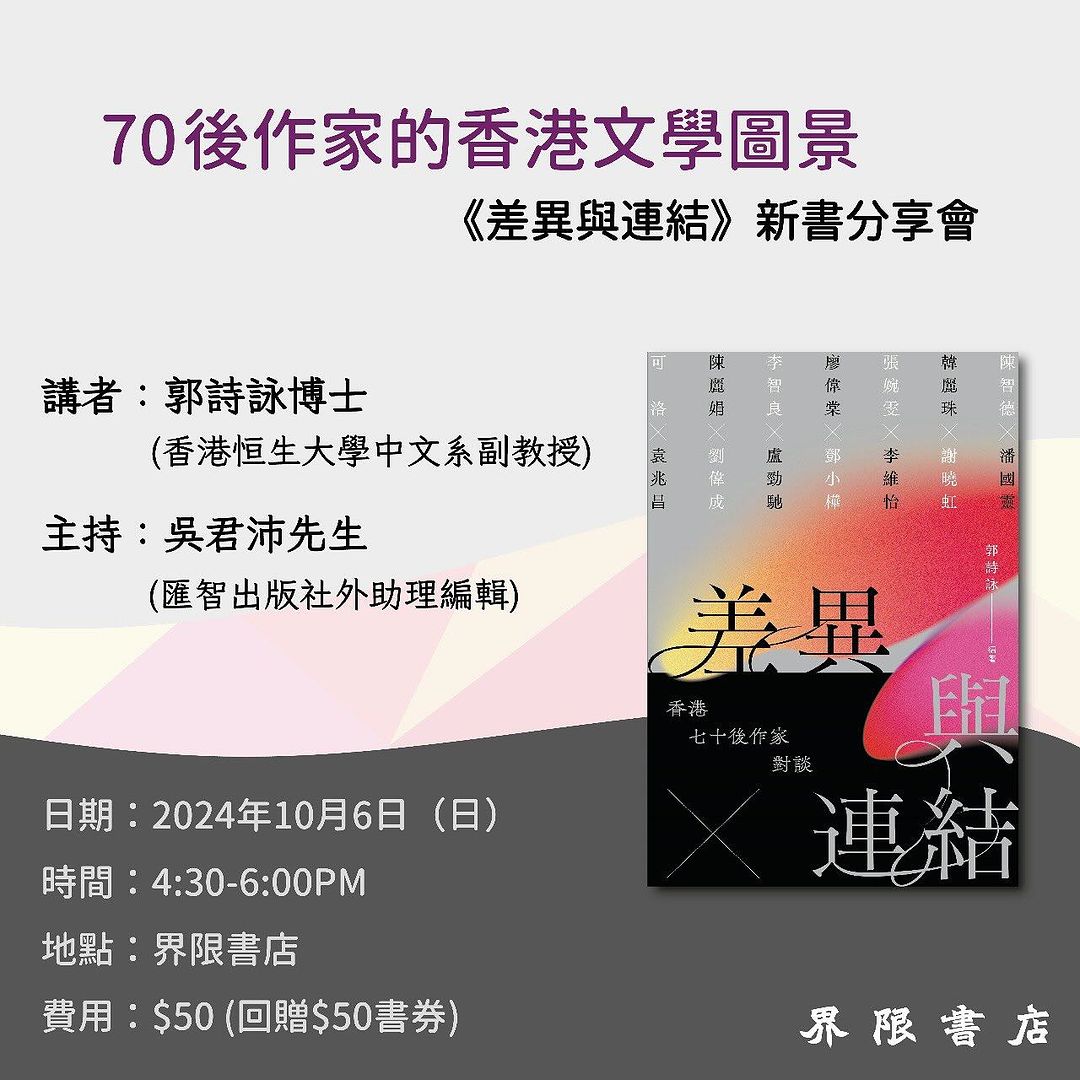 70後作家的香港文學圖景
《差異與連結》新書分享會
講者：郭詩詠博士
(香港恒生大學中文系副教授)
主持：吳君沛先生
(匯智出版社外助理編輯)
陳智德×潘國靈
韓麗珠×謝曉虹
張婉雯×李維怡
廖偉棠×鄧小樺
李智良×盧勁馳
陳麗娟×劉偉成
可洛×袁兆昌
郭詩詠——編著
差異
與
連結
香港
七十後作家
對談
日期：2024年10月6日（日）
時間：4:30-6:00PM
地點：界限書店
費用：$50 (回贈$50書券)
界限書店